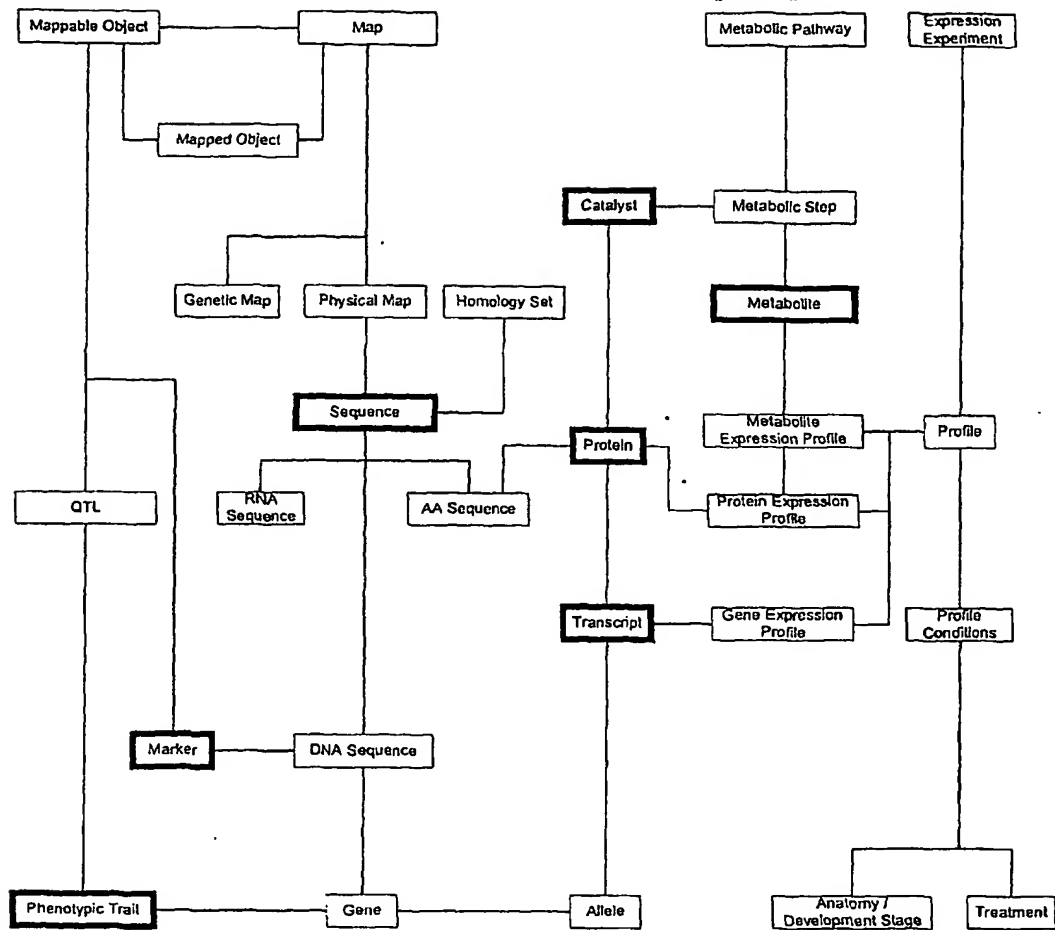 Mappable Object
Map
Metabolic Pathway
Expression
Experiment
Mapped Object
Catalyst
Metabolic Step
Genetic Map
Physical Map
Homology Set
Metabolite
Sequence
Metabolite
Expression Profile
Profile
Protein
QTL
RNA
Sequence
AA Sequence
Protein Expression
Profile
Transcript
Gene Expression
Profile
Profile
Conditions
Marker
DNA Sequence
Phenotypic Trail
Gene
Allele
Anatomy /
Development Stage
Treatment